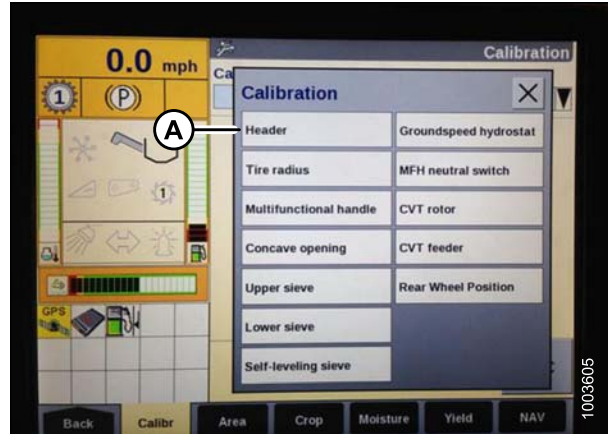 0.0 mph
Calibration
Ca
1
(P)
Calibration
A
Header
Groundspeed hydrostat
Tire radius
MFH neutral switch
1
Multifunctional handle
CVT rotor
Concave opening
CVT feeder
Upper sieve
Rear Wheel Position
GPS
Lower sieve
Self-leveling sieve
Back
Calibr
Area
Crop
Moisture
Yield
NAV
1003605